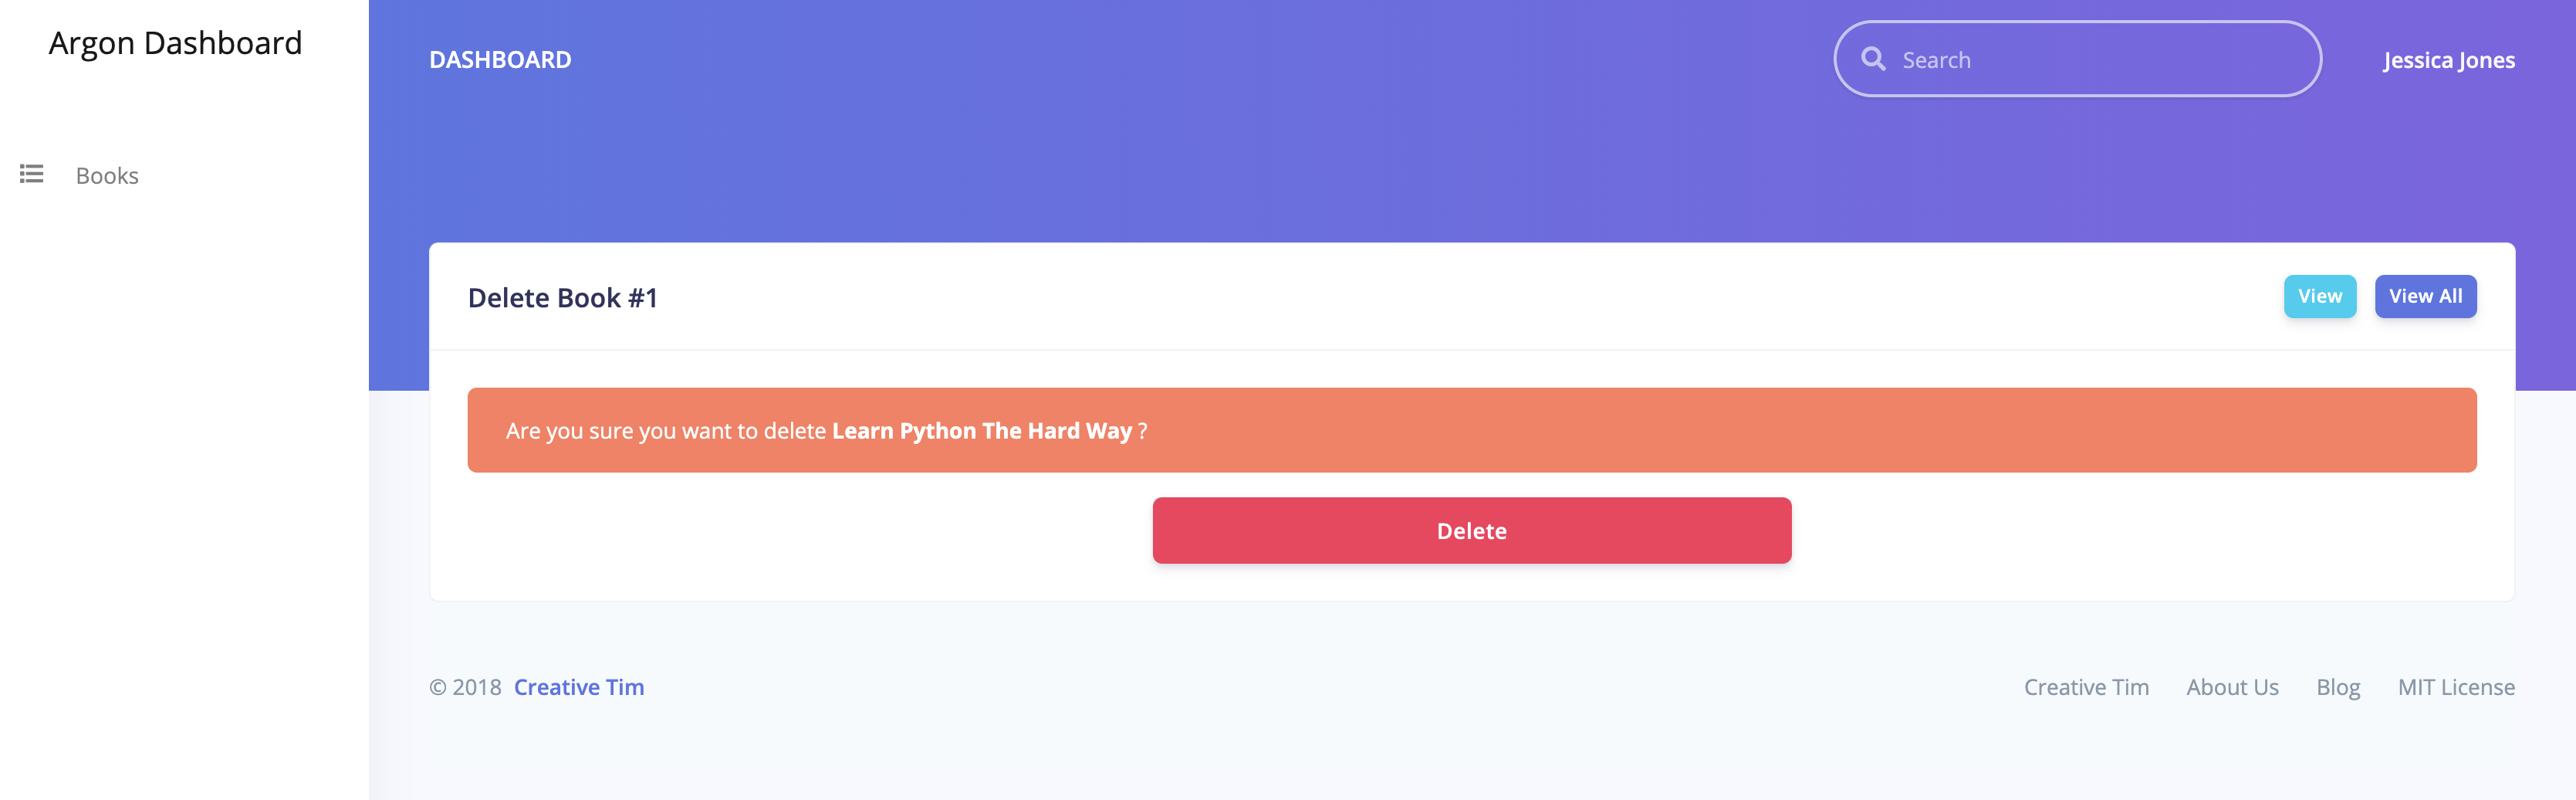 Argon Dashboard
Books
DASHBOARD
Search
Jessica Jones
Delete Book #1
View
View All
Are you sure you want to delete Learn Python The Hard Way ?
Delete
© 2018 Creative Tim
Creative Tim
About Us
Blog
MIT License